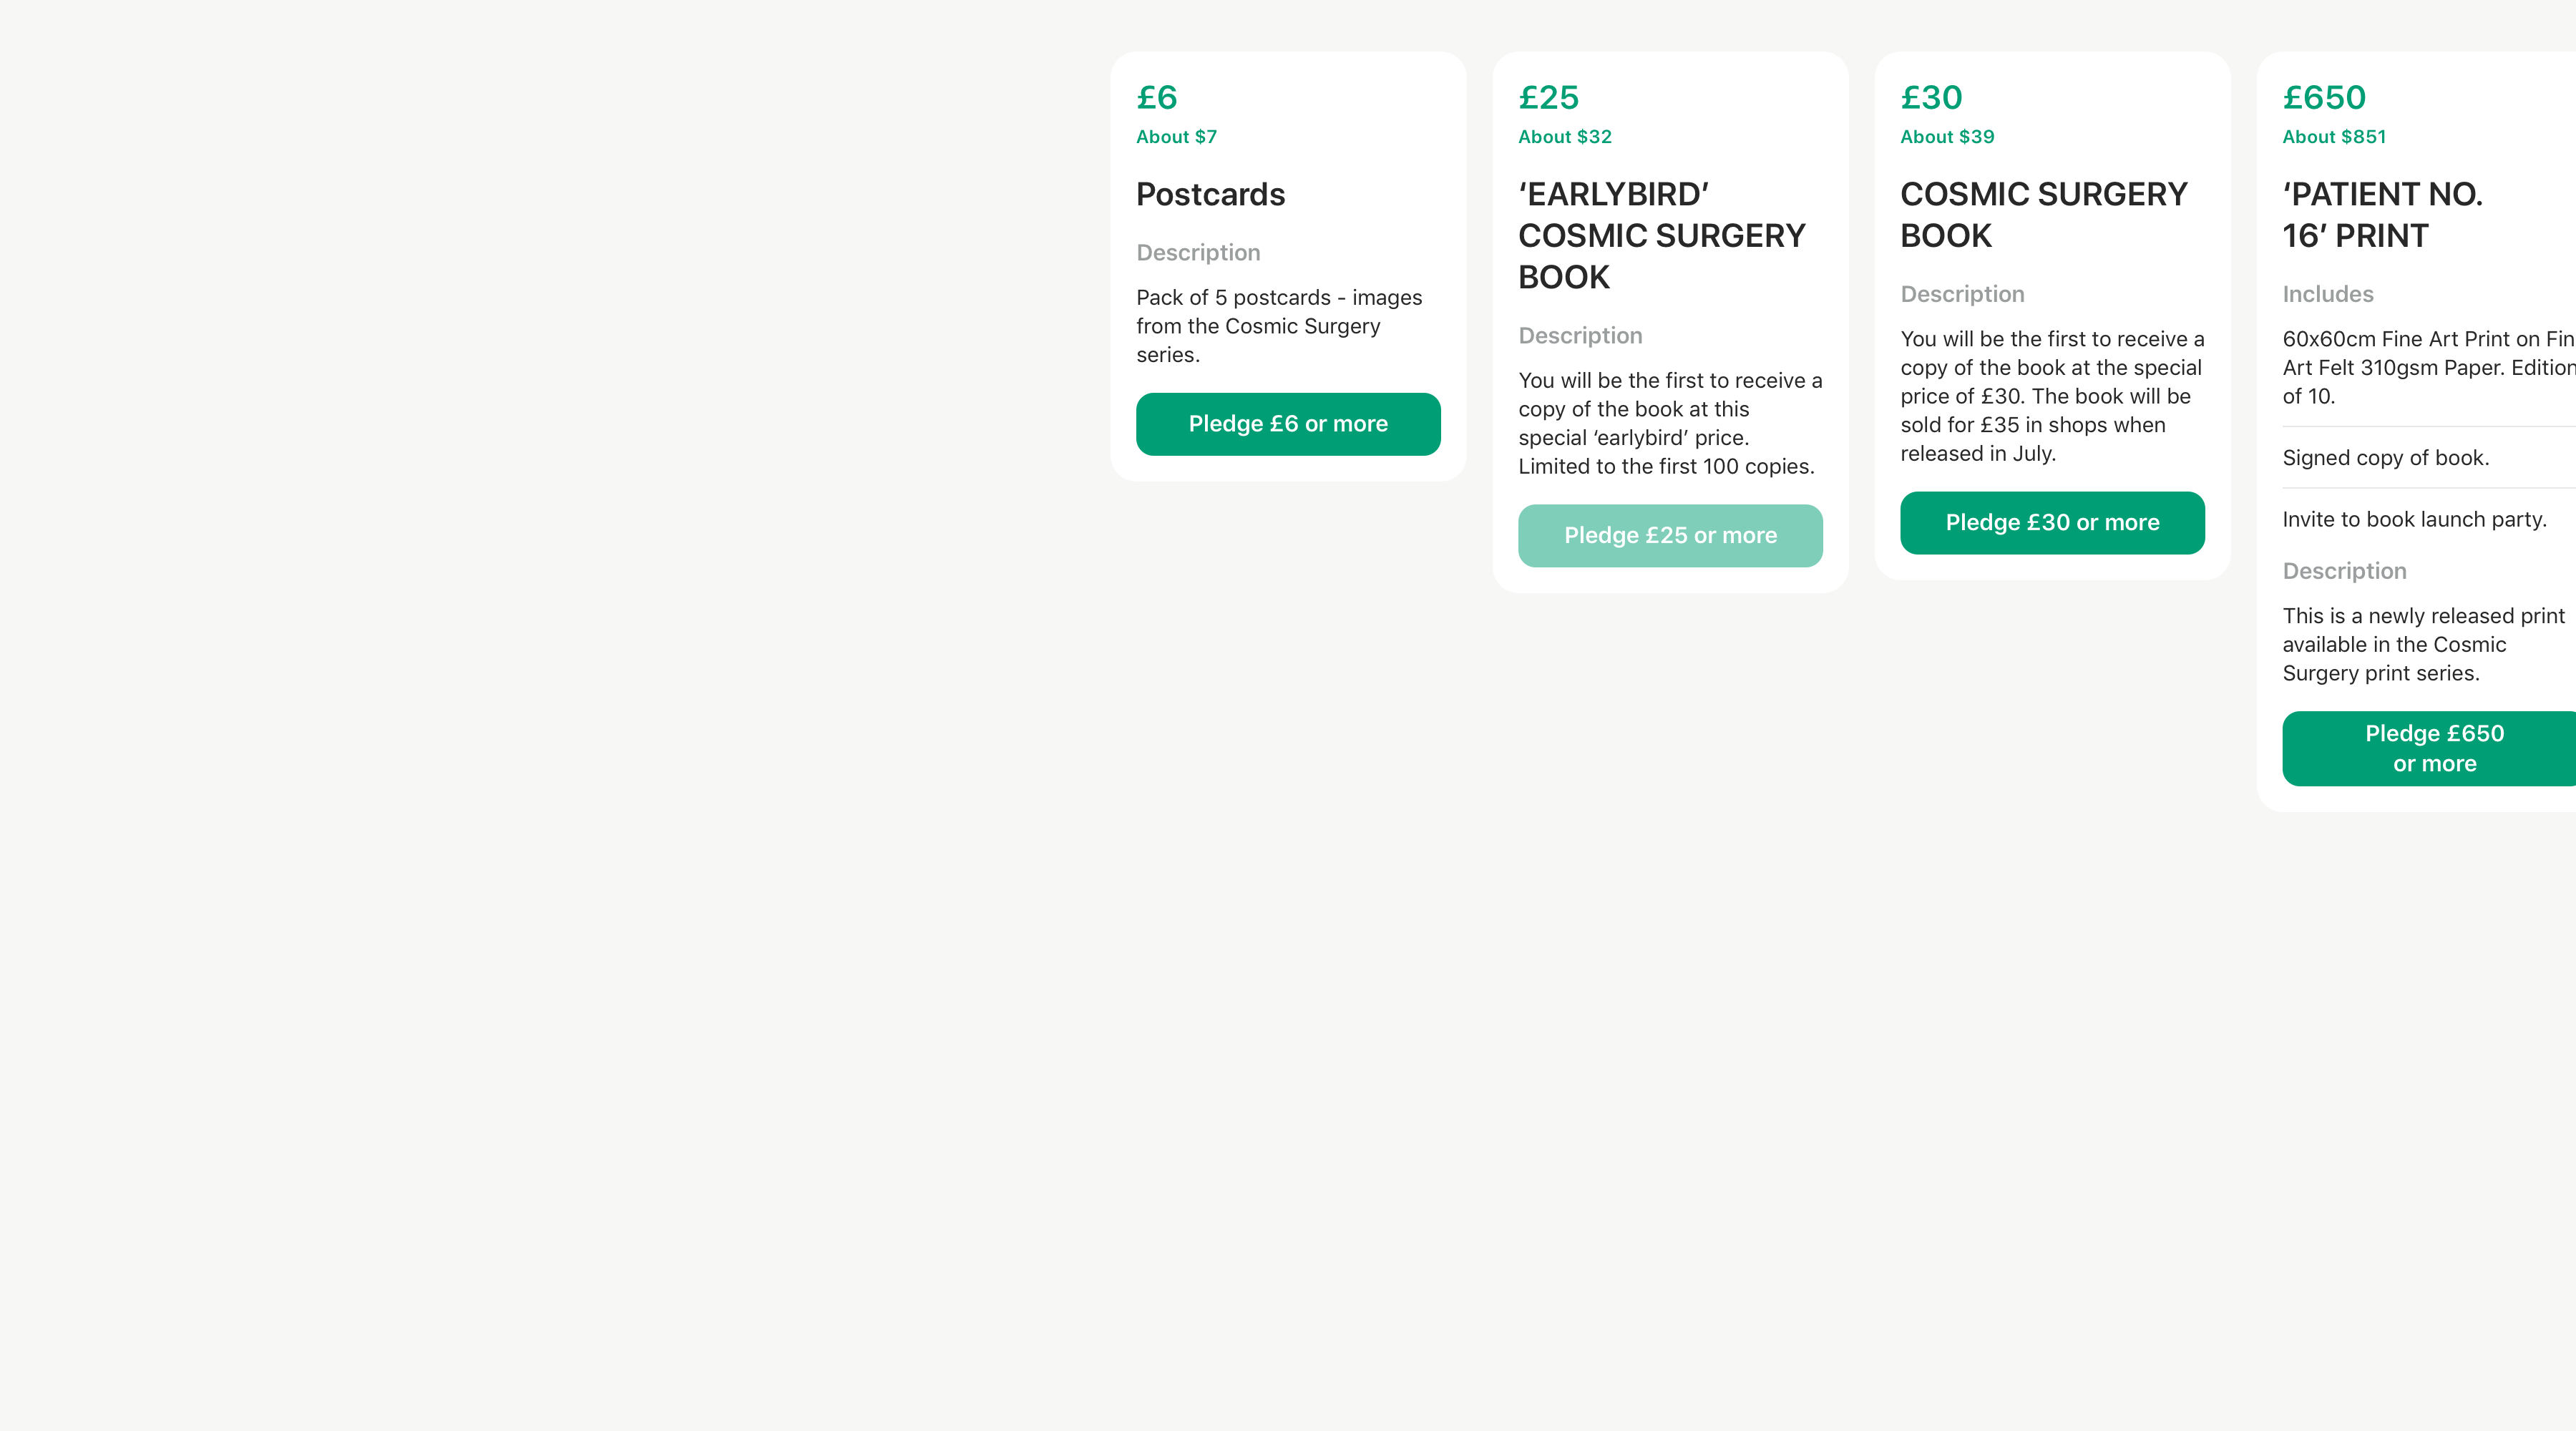 £6
About $7
Postcards
Description
Pack of 5 postcards - images
from the Cosmic Surgery
series.
Pledge £6 or more
£25
About $32
‘EARLYBIRD’
COSMIC SURGERY
BOOK
Description
You will be the first to receive a
copy of the book at this
special ‘earlybird’ price.
Limited to the first 100 copies.
Pledge £25 or more
£30
About $39
COSMIC SURGERY
BOOK
Description
You will be the first to receive a
copy of the book at the special
price of £30. The book will be
sold for £35 in shops when
released in July.
Pledge £30 or more
£650
About $851
‘PATIENT NO.
16’ PRINT
Includes
60x60cm Fine Art Print on Fin
Art Felt 310gsm Paper. Edition
of 10.
Signed copy of book.
Invite to book launch party.
Description
This is a newly released print
available in the Cosmic
Surgery print series.
Pledge £650
or more